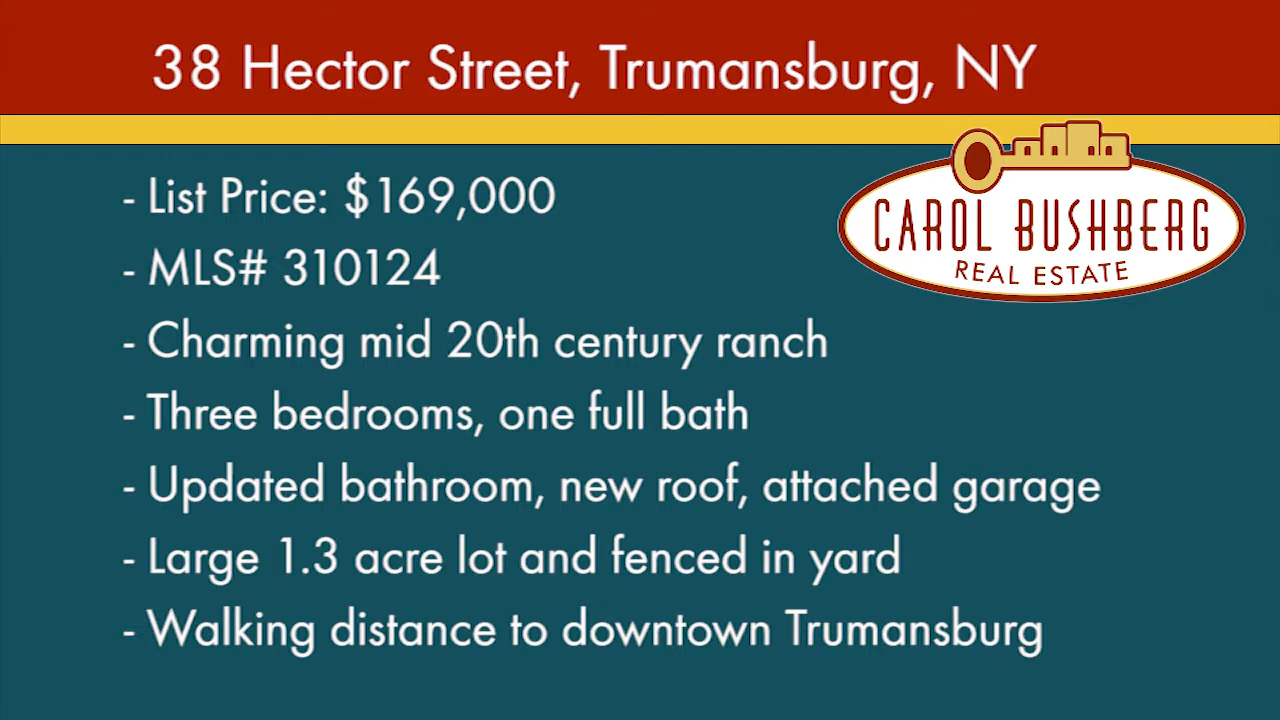 38 Hector Street, Trumansburg, NY
- List Price: $169,000
- MLS# 310124
- Charming mid 20th century ranch
- Three bedrooms, one full bath
- Updated bathroom, new roof, attached garage
- Large 1.3 acre lot and fenced in yard
- Walking distance to downtown Trumansburg
CAROL BUSHBERG
REAL ESTATE